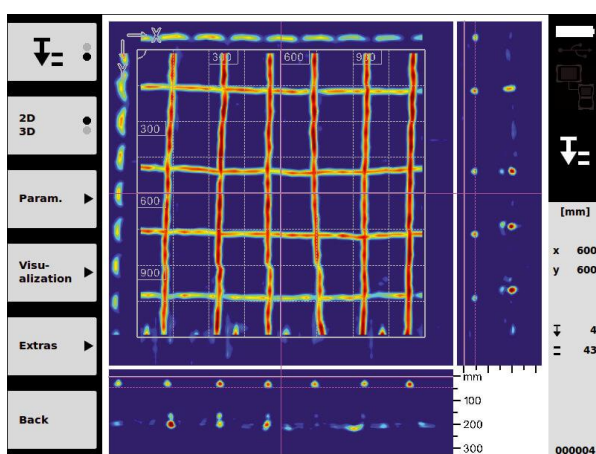 2D
3D
Param.
Visu-
alization
Extras
Back
X
300
600
900
300
600
900
mm
100
200
300
[mm]
x 600
y 600
4
43
000004